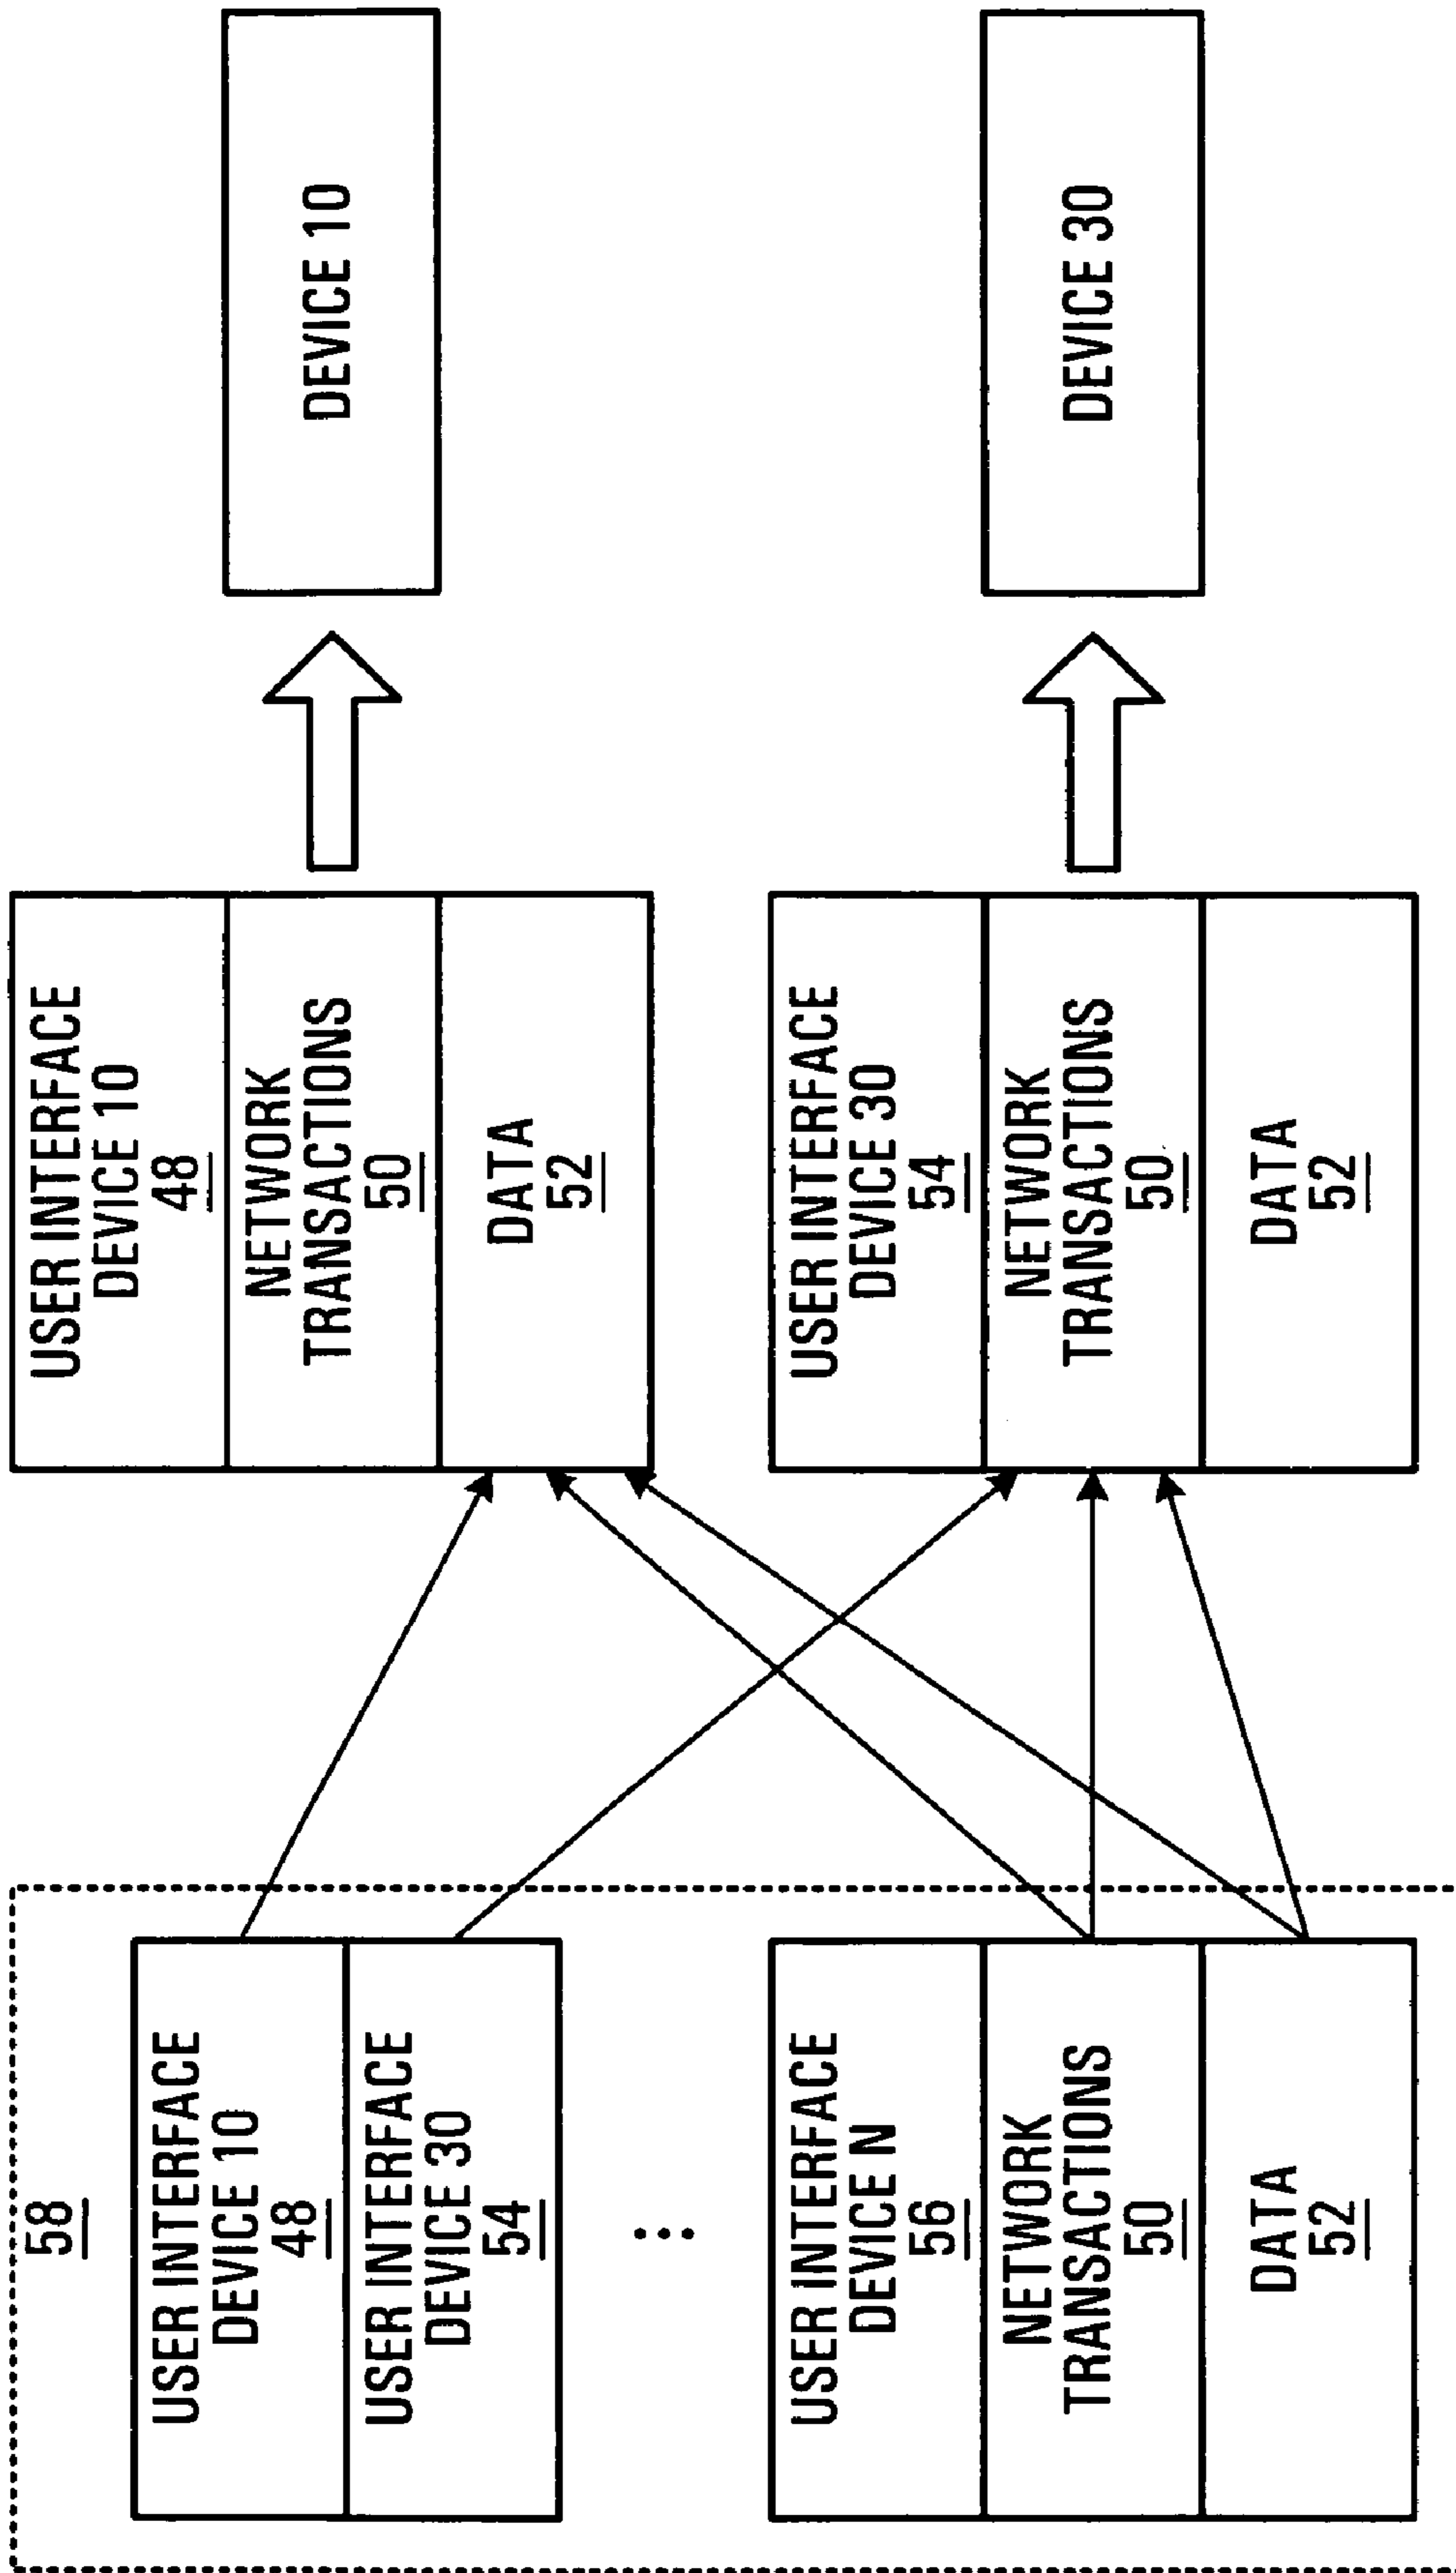 58
USER INTERFACE
DEVICE 10
48
USER INTERFACE
DEVICE 30
54
USER INTERFACE
DEVICE N
56
NETWORK
TRANSACTIONS
50
DATA
52
USER INTERFACE
DEVICE 10
48
NETWORK
TRANSACTIONS
50
DATA
52
USER INTERFACE
DEVICE 30
54
NETWORK
TRANSACTIONS
50
DATA
52
DEVICE 10
DEVICE 30